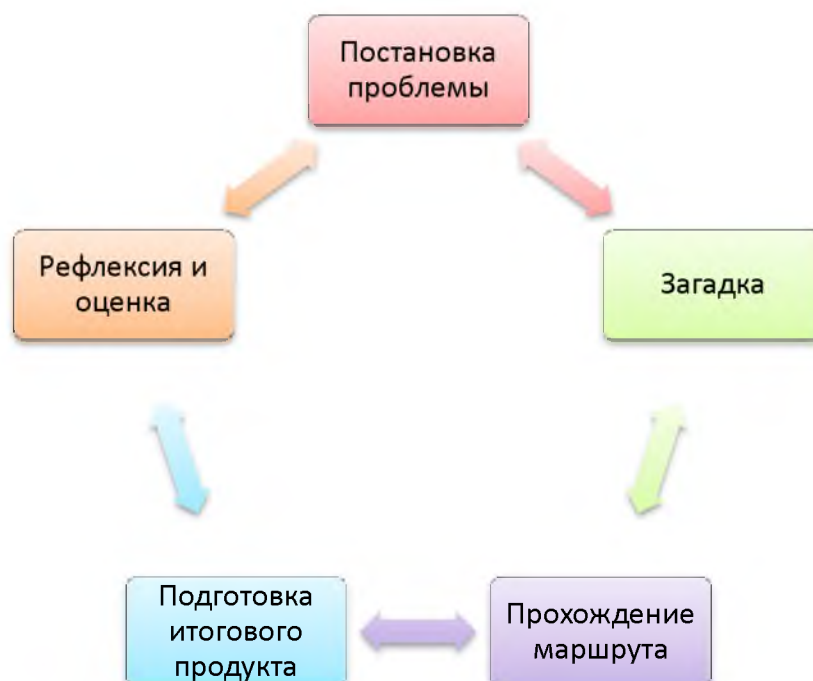 Постановка
проблемы
Рефлексия и
оценка
Загадка
Подготовка
итогового
продукта
Прохождение
маршрута